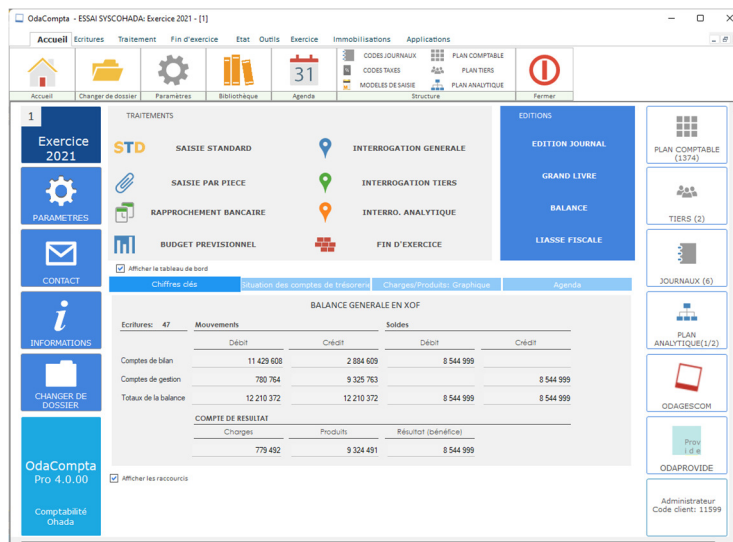 OdaCompta - ESSAI SYSCOHADA: Exercice 2021 - [1]
Accueil Ecritures Traitement Fin d'exercice Etat Outils Exercice Immobilisations Applications
31
CODES JOURNAUX PLAN COMPTABLE
CODES TAXES PLAN TIERS
MODELES DE SAISIE PLAN ANALYTIQUE
Accueil Changer de dossier Paramètres Bibliothèque Agenda Structure Fermer
1
Exercice
2021
PARAMETRES
CONTACT
INFORMATIONS
CHANGER DE
DOSSIER
OdaCompta
Pro 4.0.00
Comptabilité
Ohada
TRAITEMENTS
STD SAISIE STANDARD INTERROGATION GENERALE
SAISIE PAR PIECE INTERROGATION TIERS
RAPPROCHEMENT BANCAIRE INTERRO. ANALYTIQUE
BUDGET PREVISIONNEL FIN D'EXERCICE
EDITIONS
EDITION JOURNAL
GRAND LIVRE
BALANCE
LIASSE FISCALE
Afficher le tableau de bord
Chiffres clés Situation des comptes de trésorerie Charges/Produits: Graphique Agenda
BALANCE GENERALE EN XOF
Ecritures: 47 Mouvements Soldes
Débit Crédit Débit Crédit
Comptes de bilan 11 429 608 2 884 609 8 544 999
Comptes de gestion 780 764 9 325 763 8 544 999
Totaux de la balance 12 210 372 12 210 372 8 544 999 8 544 999
COMPTE DE RESULTAT
Charges Produits Résultat (bénéfice)
779 492 9 324 491 8 544 999
Afficher les raccourcis
PLAN COMPTABLE
(1374)
TIERS (2)
JOURNAUX (6)
PLAN
ANALYTIQUE(1/2)
ODAGESCOM
Prov
i d e
ODAPROVIDE
Administrateur
Code client: 11599